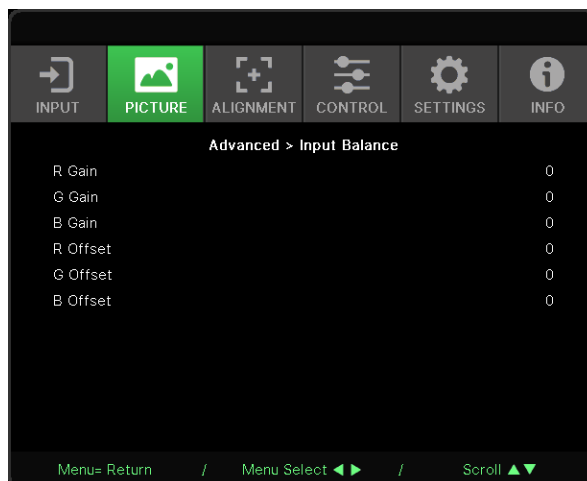 INPUT PICTURE ALIGNMENT CONTROL SETTINGS INFO
Advanced > Input Balance
R Gain 0
G Gain 0
B Gain 0
R Offset 0
G Offset 0
B Offset 0
Menu= Return / Menu Select ◀ ▶ / Scroll ▲▼